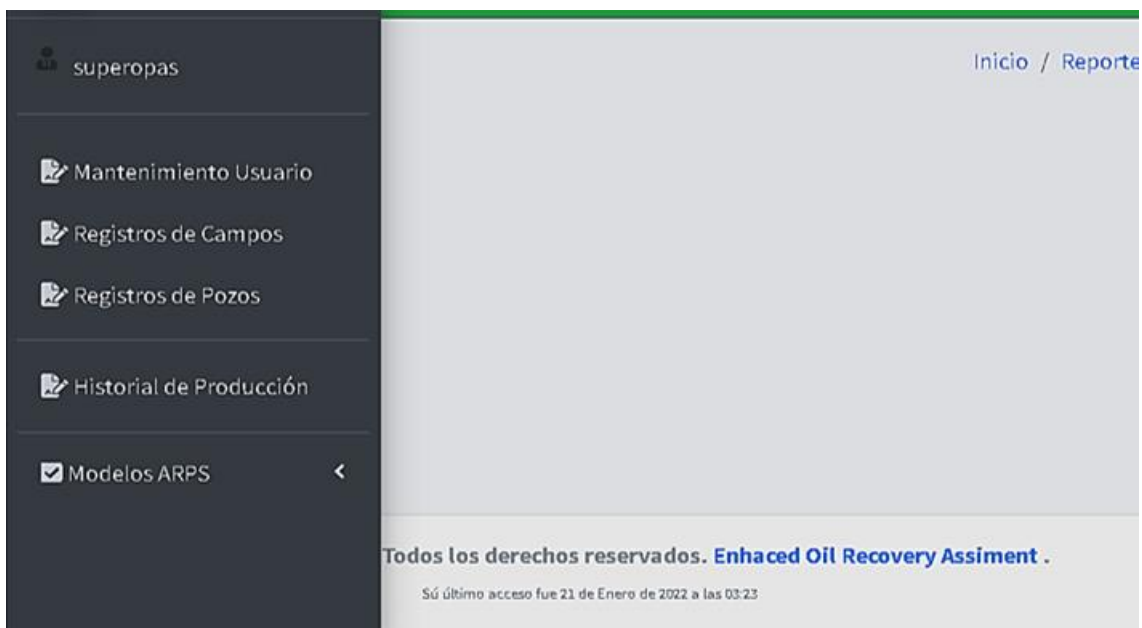 superopas
Inicio / Reporte
Mantenimiento Usuario
Registros de Campos
Registros de Pozos
Historial de Producción
Modelos ARPS
Todos los derechos reservados. Enhaced Oil Recovery Assiment .
Sú último acceso fue 21 de Enero de 2022 a las 03:23